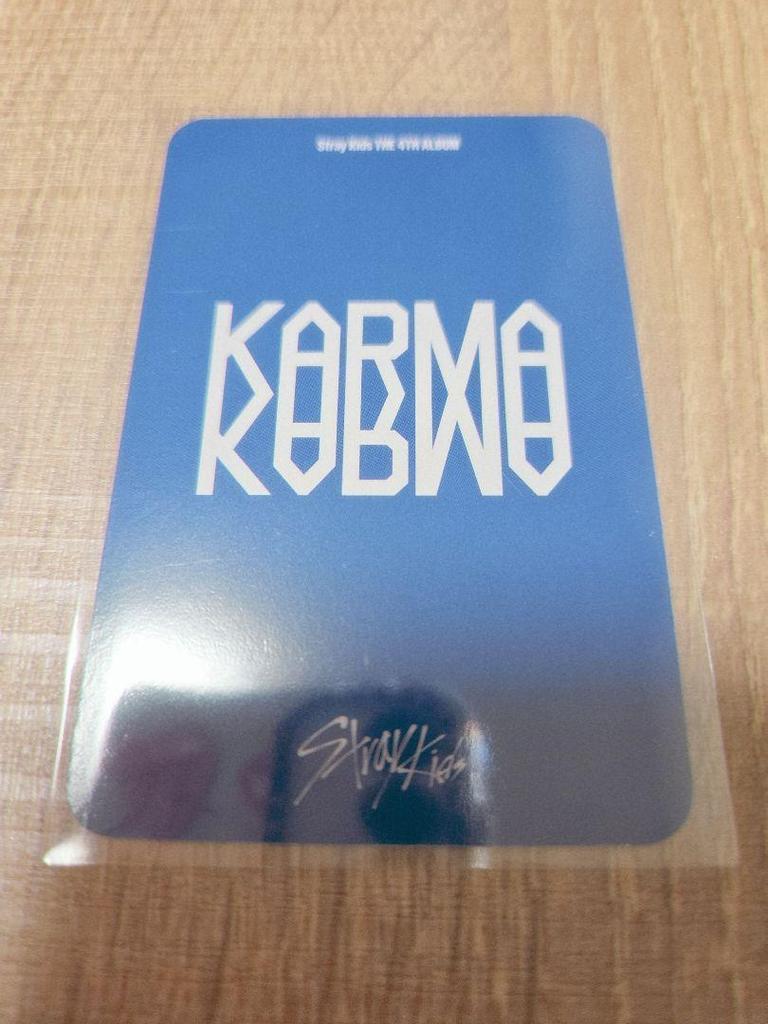 Stray Kids THE 4TH ALBUM
KARMA
Stray Kids